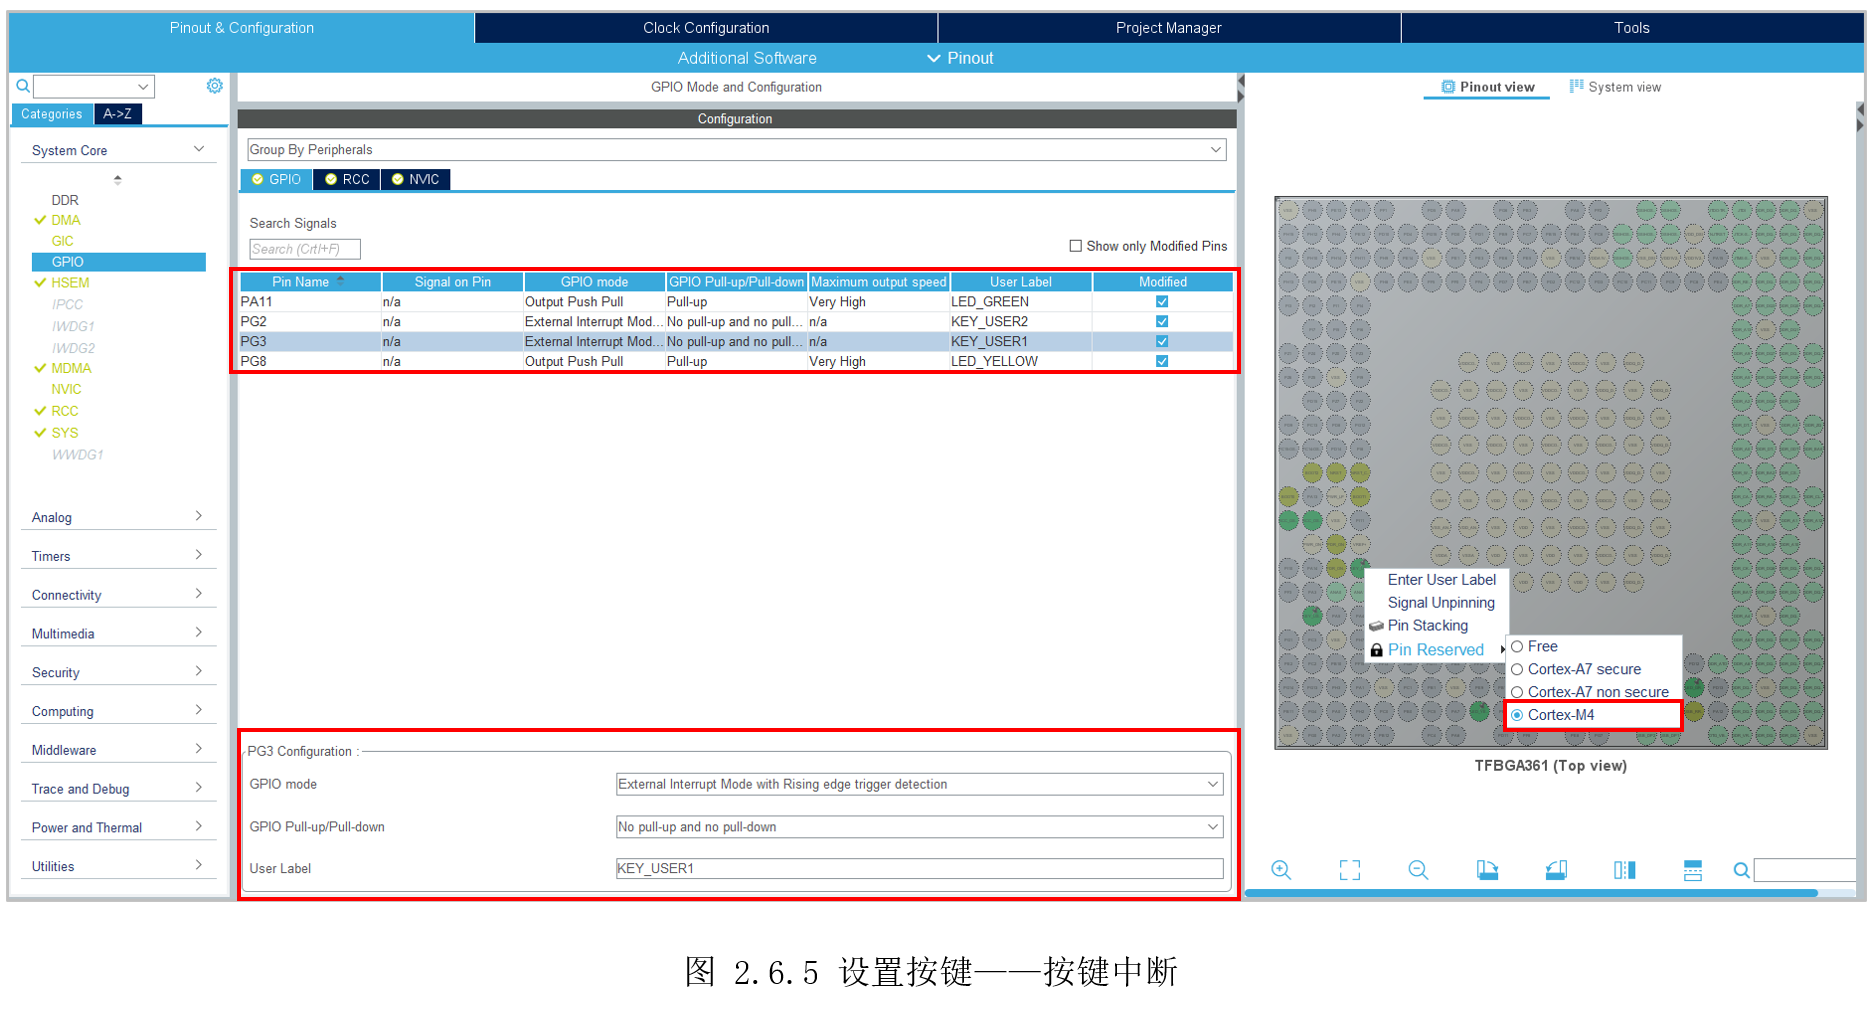 Pinout & Configuration
Clock Configuration
Project Manager
Tools
Additional Software
Pinout
GPIO Mode and Configuration
Pinout view
System view
Categories
A->Z
Configuration
System Core
Group By Peripherals
GPIO
RCC
NVIC
DDR
DMA
GIC
GPIO
HSEM
IPCC
IWDG1
IWDG2
MDMA
NVIC
RCC
SYS
WWDG1
Analog
Timers
Connectivity
Multimedia
Security
Computing
Middleware
Trace and Debug
Power and Thermal
Utilities
Search Signals
Search (Crtl+F)
Show only Modified Pins
Pin Name Signal on Pin GPIO mode GPIO Pull-up/Pull-down Maximum output speed User Label Modified
PA11 n/a Output Push Pull Pull-up Very High LED_GREEN
PG2 n/a External Interrupt Mod... No pull-up and no pull... n/a KEY_USER2
PG3 n/a External Interrupt Mod... No pull-up and no pull... n/a KEY_USER1
PG8 n/a Output Push Pull Pull-up Very High LED_YELLOW
PG3 Configuration :
GPIO mode External Interrupt Mode with Rising edge trigger detection
GPIO Pull-up/Pull-down No pull-up and no pull-down
User Label KEY_USER1
Enter User Label
Signal Unpinning
Pin Stacking
Pin Reserved
Free
Cortex-A7 secure
Cortex-A7 non secure
Cortex-M4
TFBGA361 (Top view)
图 2.6.5 设置按键——按键中断